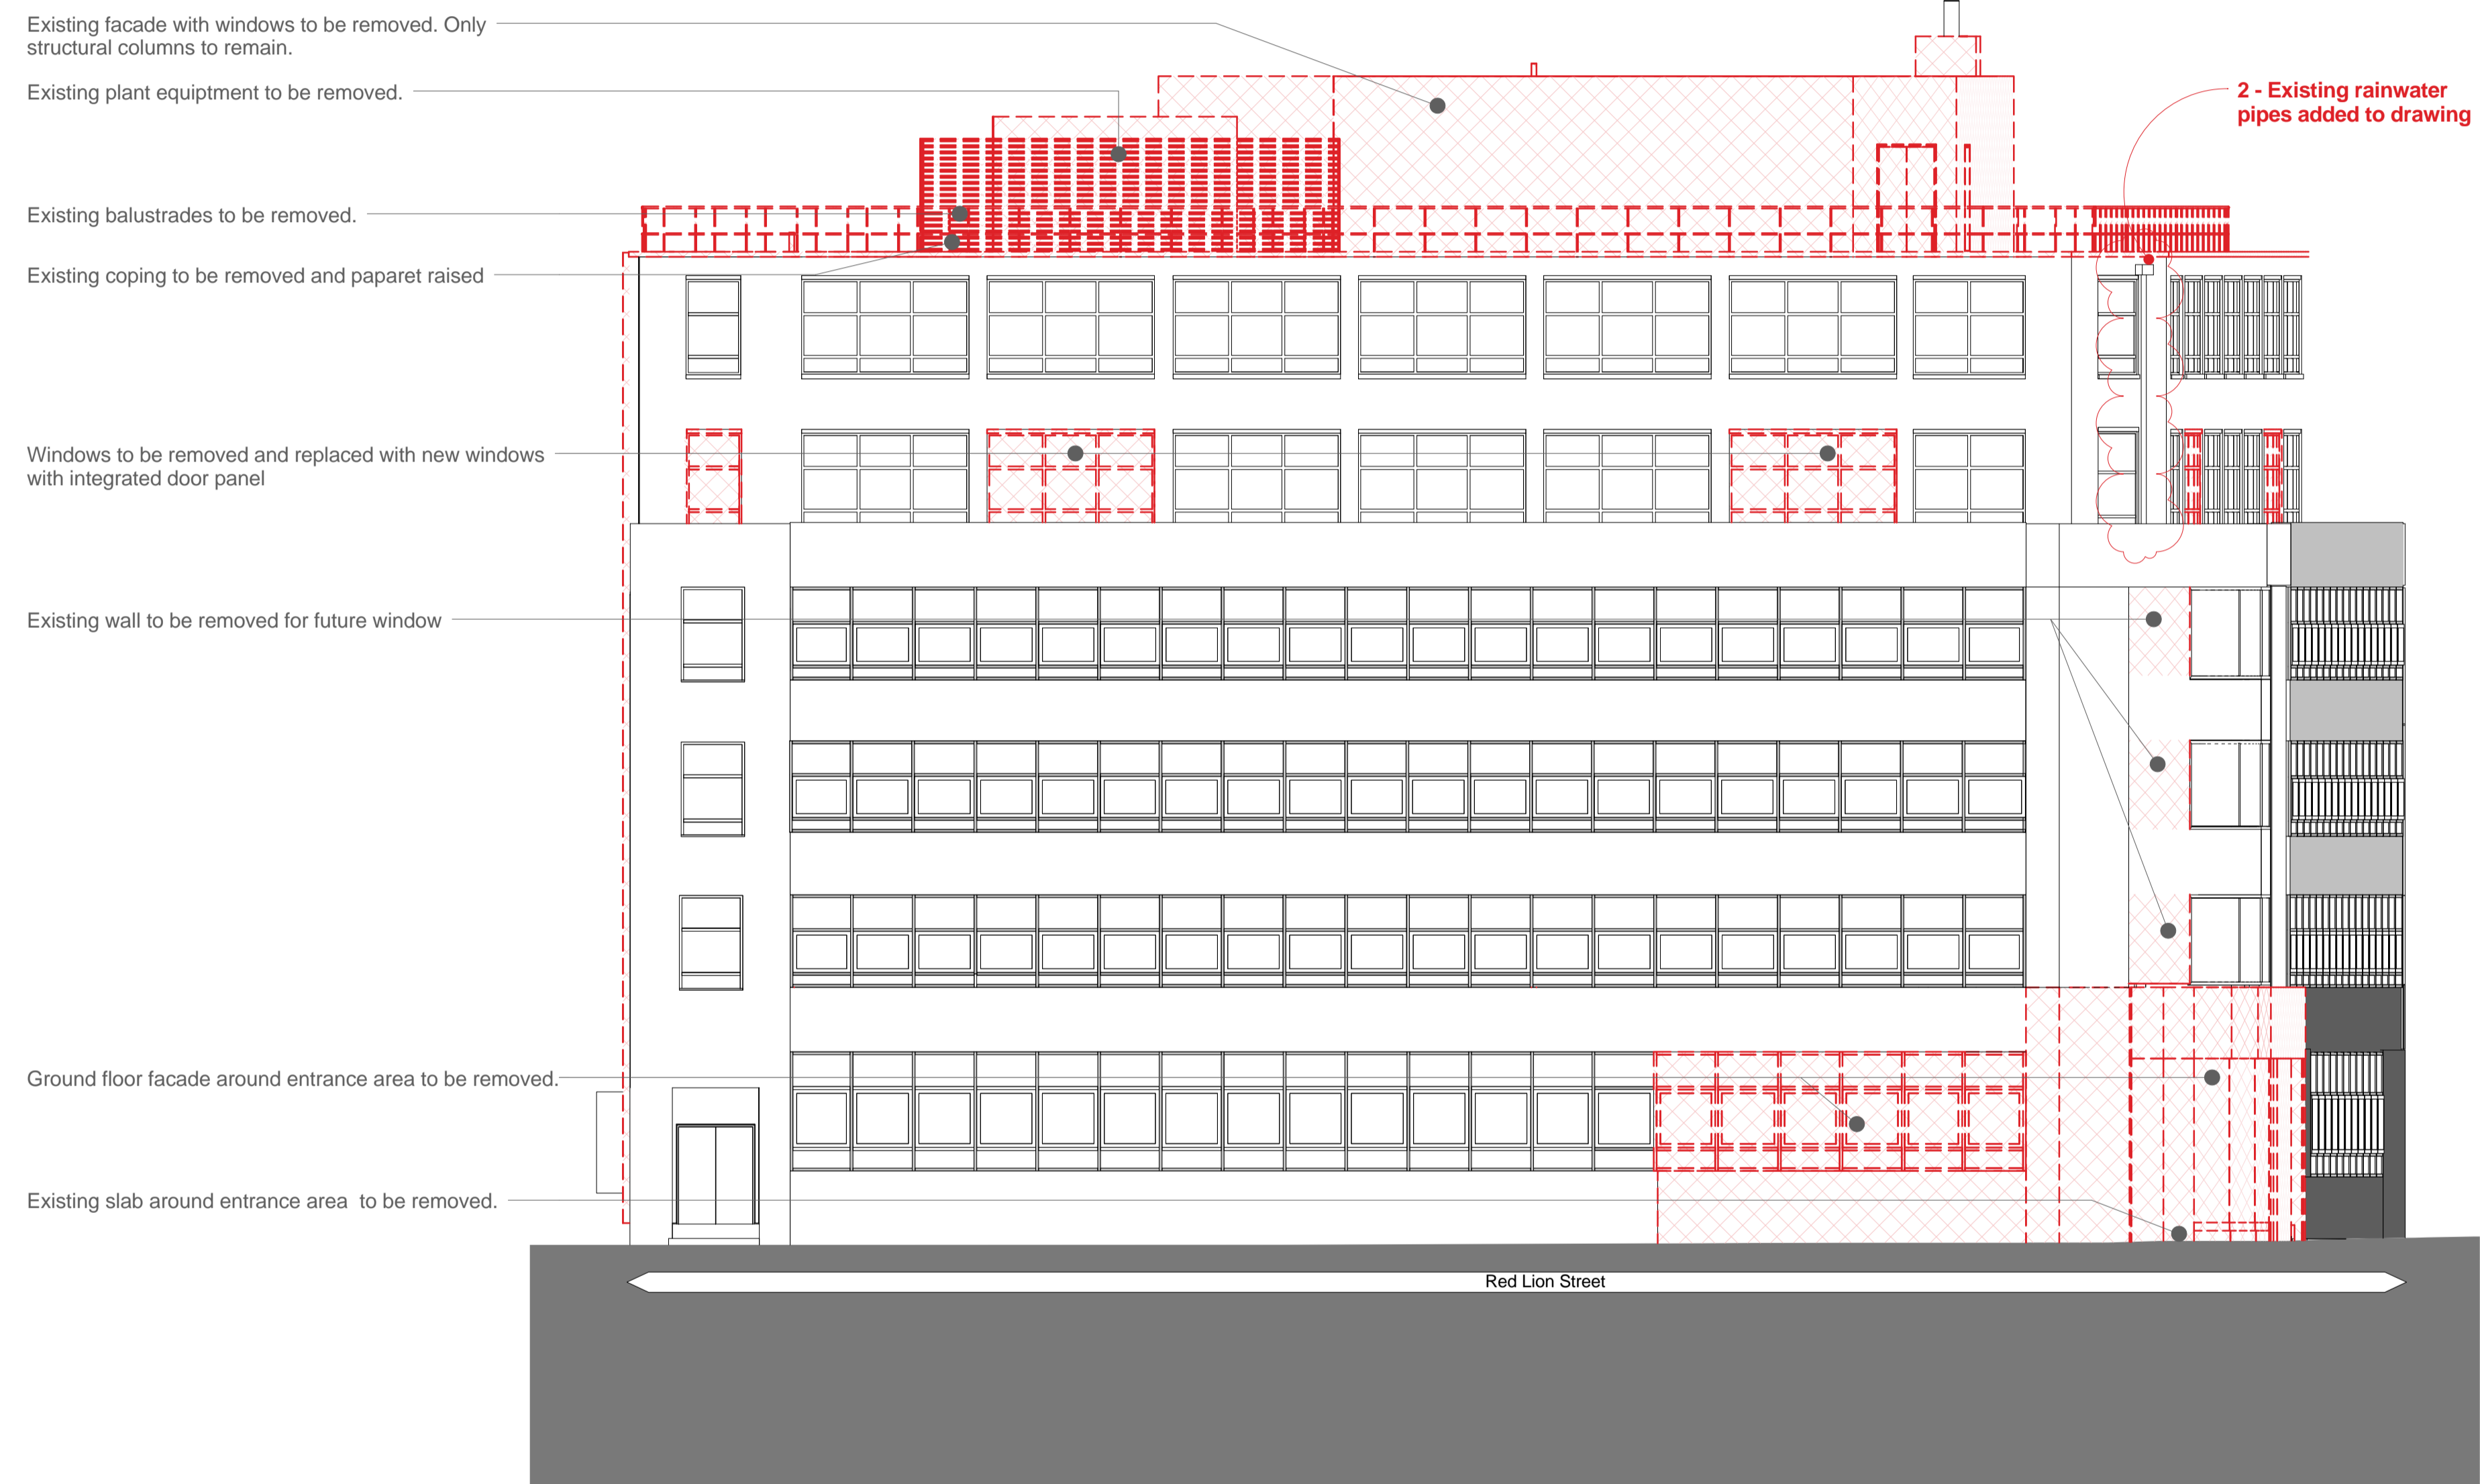 Existing facade with windows to be removed. Only
structural columns to remain.
Existing plant equiptment to be removed.
2 - Existing rainwater
pipes added to drawing
Existing balustrades to be removed.
Existing coping to be removed and paparet raised
Windows to be removed and replaced with new windows
with integrated door panel
Existing wall to be removed for future window
Ground floor facade around entrance area to be removed.
Existing slab around entrance area  to be removed.
Red Lion Street